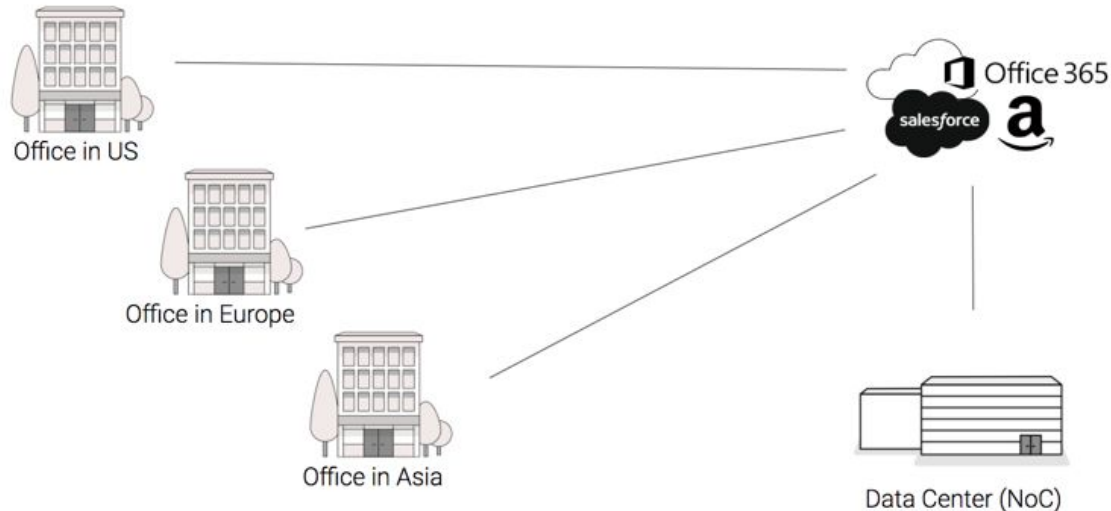 Office 365
salesforce
a
Office in US
Office in Europe
Office in Asia
Data Center (NoC)